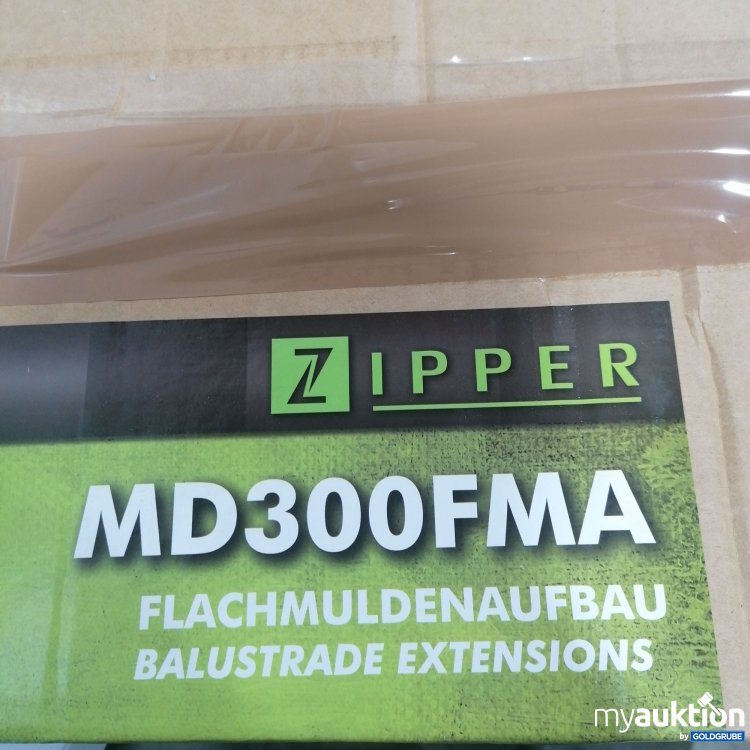 ZIPPER
MD300FMA
FLACHMULDENAUFBAU
BALUSTRADE EXTENSIONS
myauktion
by GOLDGRUBE